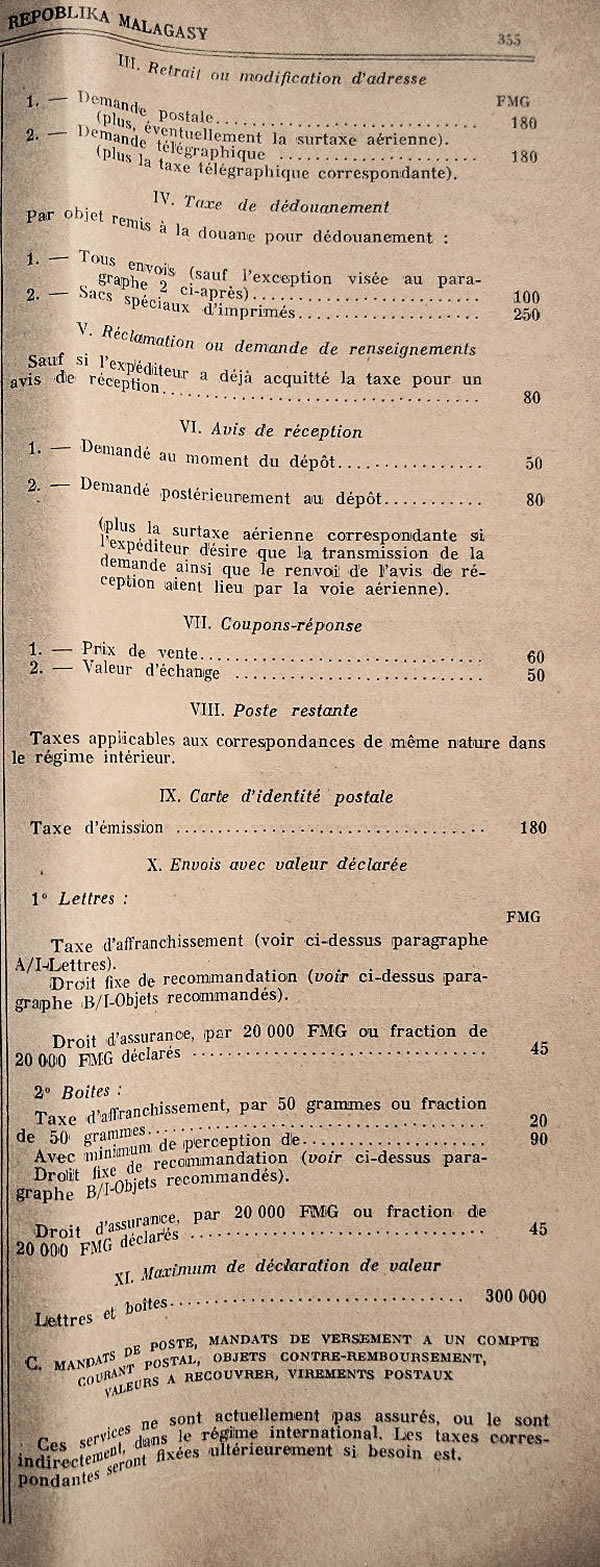 REPOBLIKA MALAGASY
355
III. Retrait ou modification d'adresse
FMG
1. — Demande postale.................... 180
(plus éventuellement la surtaxe aérienne).
2. — Demande télégraphique .................... 180
(plus la taxe télégraphique correspondante).
IV. Taxe de dédouanement
Par objet remis à la douane pour dédouanement :
1. — Tous envois (sauf l'exception visée au para-
graphe 2 ci-après).................... 100
2. — Sacs spéciaux d'imprimés.................... 250
V. Réclamation ou demande de renseignements
Sauf si l'expéditeur a déjà acquitté la taxe pour un
avis de réception.................... 80
VI. Avis de réception
1. — Demandé au moment du dépôt.................... 50
2. — Demandé postérieurement au dépôt............ 80
(plus la surtaxe aérienne correspondante si
l'expéditeur désire que la transmission de la
demande ainsi que le renvoi de l'avis de ré-
ception aient lieu par la voie aérienne).
VII. Coupons-réponse
1. — Prix de vente.................... 60
2. — Valeur d'échange .................... 50
VIII. Poste restante
Taxes applicables aux correspondances de même nature dans
le régime intérieur.
IX. Carte d'identité postale
Taxe d'émission .................... 180
X. Envois avec valeur déclarée
1° Lettres :
FMG
Taxe d'affranchissement (voir ci-dessus paragraphe
A/I-Lettres).
Droit fixe de recommandation (voir ci-dessus para-
graphe B/I-Objets recommandés).
Droit d'assurance, par 20 000 FMG ou fraction de
20 000 FMG déclarés .................... 45
2° Boîtes :
Taxe d'affranchissement, par 50 grammes ou fraction
de 50 grammes.................... 20
Avec minimum de perception de.................... 90
Droit fixe de recommandation (voir ci-dessus para-
graphe B/I-Objets recommandés).
Droit d'assurance, par 20 000 FMG ou fraction de
20 000 FMG déclarés .................... 45
XI. Maximum de déclaration de valeur
Lettres et boîtes.................... 300 000
C. MANDATS DE POSTE, MANDATS DE VERSEMENT A UN COMPTE
COURANT POSTAL, OBJETS CONTRE-REMBOURSEMENT,
VALEURS A RECOUVRER, VIREMENTS POSTAUX
Ces services ne sont actuellement pas assurés, ou le sont
indirectement, dans le régime international. Les taxes corres-
pondantes seront fixées ultérieurement si besoin est.